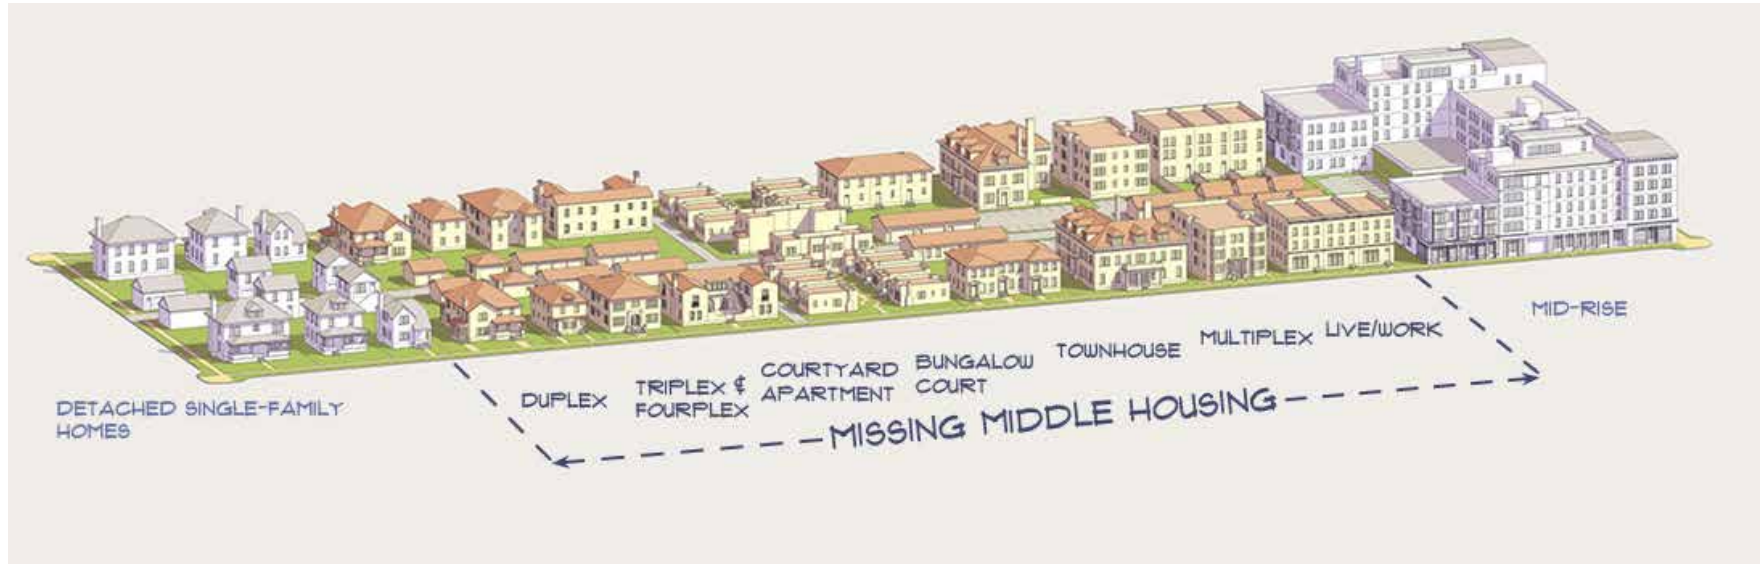 DETACHED SINGLE-FAMILY
HOMES
DUPLEX
TRIPLEX &
FOURPLEX
COURTYARD
APARTMENT
BUNGALOW
COURT
TOWNHOUSE
MULTIPLEX
LIVE/WORK
MID-RISE
MISSING MIDDLE HOUSING